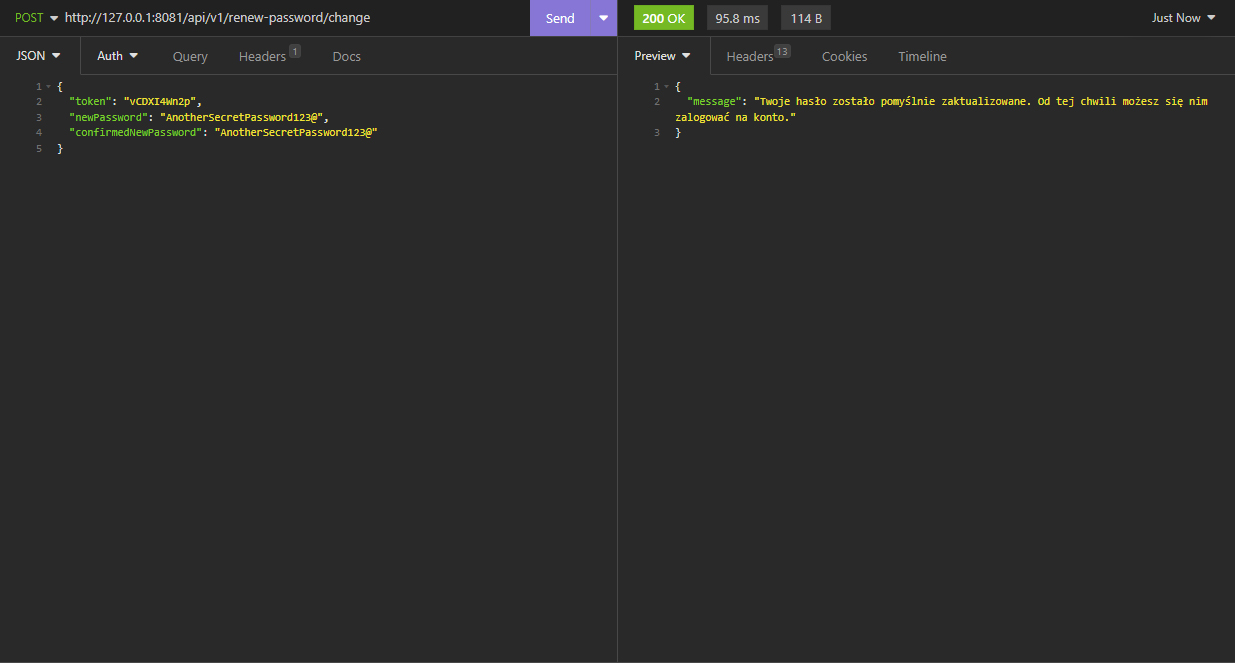 POST http://127.0.0.1:8081/api/v1/renew-password/change Send 200 OK 95.8 ms 114 B Just Now
JSON Auth Query Headers 1 Docs Preview Headers 13 Cookies Timeline
1 {
2 "token": "vCDXI4Wn2p",
3 "newPassword": "AnotherSecretPassword123@",
4 "confirmedNewPassword": "AnotherSecretPassword123@"
5 }
1 {
2 "message": "Twoje hasło zostało pomyślnie zaktualizowane. Od tej chwili możesz się nim
zalogować na konto."
3 }